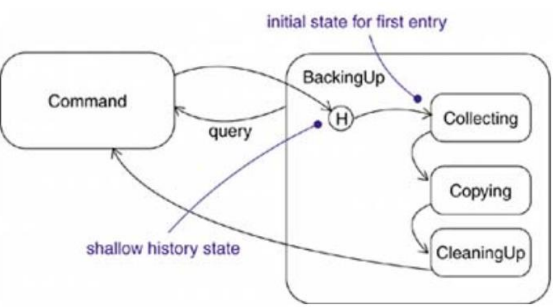 initial state for first entry
BackingUp
Command
H
Collecting
query
Copying
shallow history state
CleaningUp